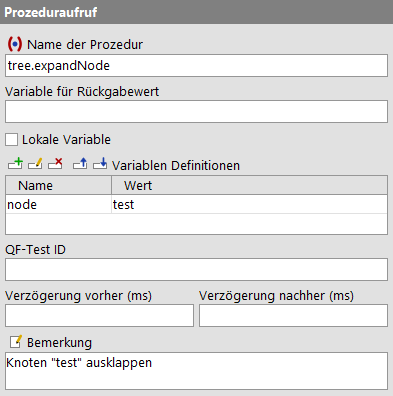 Prozeduraufruf
Name der Prozedur
tree.expandNode
Variable für Rückgabewert
Lokale Variable
Variablen Definitionen
Name Wert
node test
QF-Test ID
Verzögerung vorher (ms) Verzögerung nachher (ms)
Bemerkung
Knoten "test" ausklappen